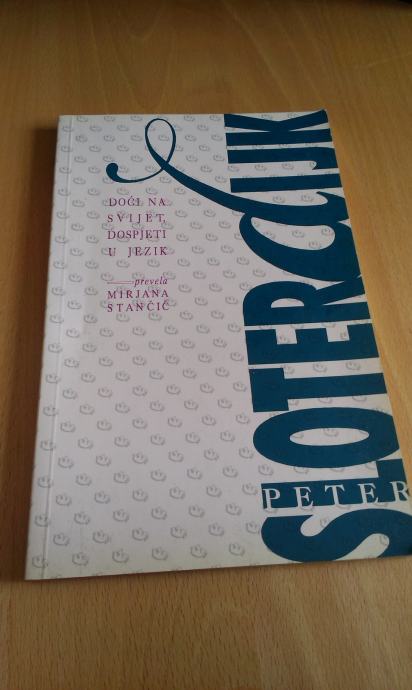 DOĆI NA
SVIJET,
DOSPJETI
U JEZIK
prevela
MIRJANA
STANČIĆ
PETER
SLOTERDIJK